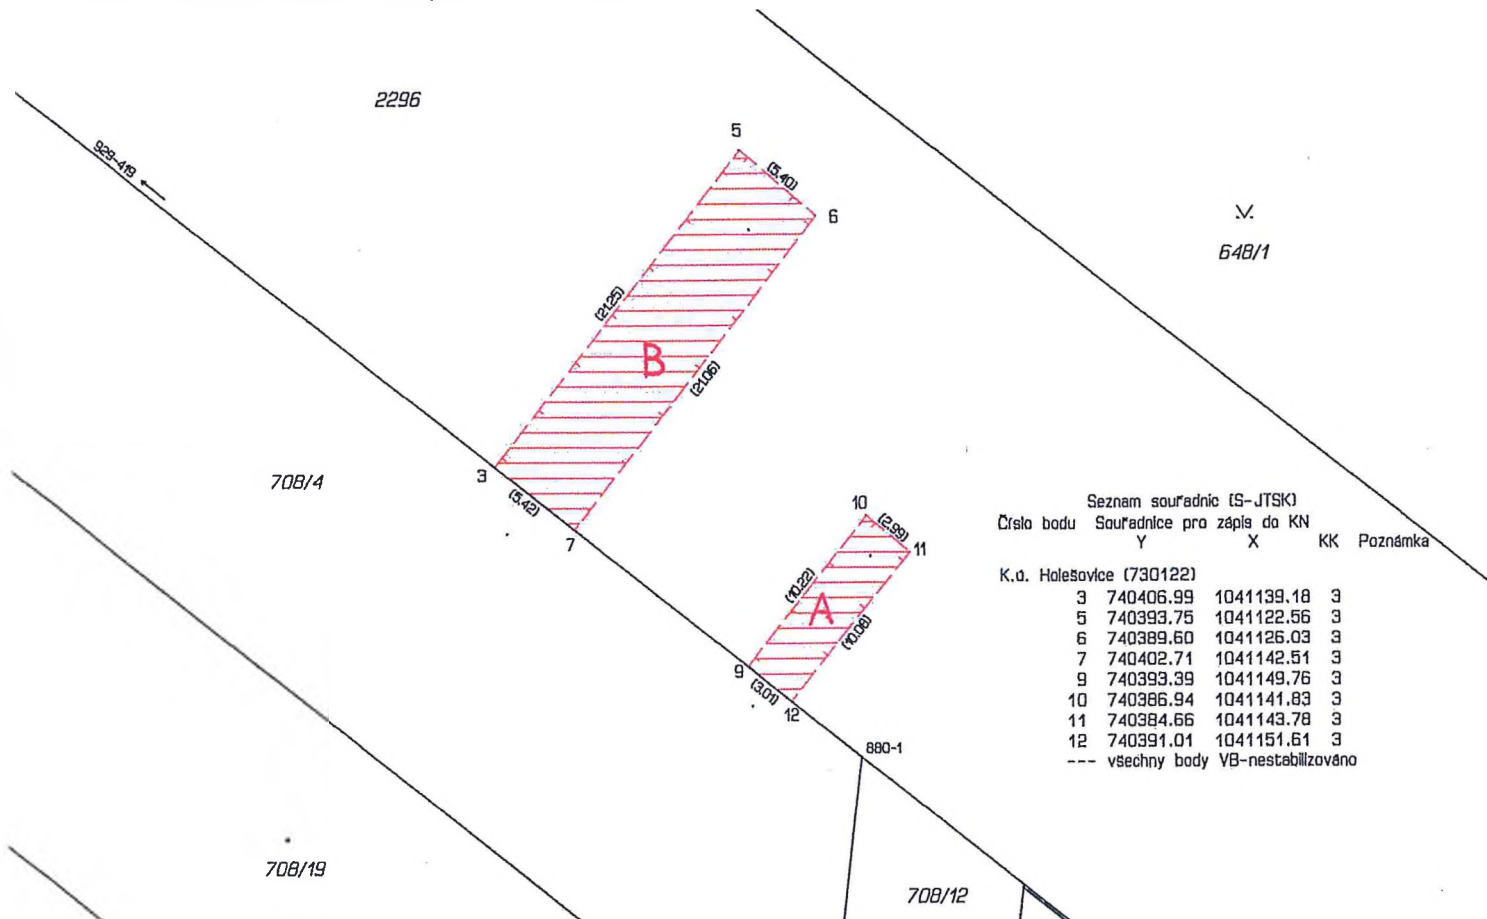 2296
929-419
5
(5.40)
6
648/1
(21.25)
B
(21.06)
3
(5.42)
7
708/4
10
(2.99)
11
(10.22)
A
(10.06)
9
(3.01)
12
880-1
708/19
708/12
Seznam souřadnic (S-JTSK)
Číslo bodu Souřadnice pro zápis do KN
Y X KK Poznámka
K.ú. Holešovice (730122)
3 740406.99 1041139.18 3
5 740393.75 1041122.56 3
6 740389.60 1041126.03 3
7 740402.71 1041142.51 3
9 740393.39 1041149.76 3
10 740386.94 1041141.83 3
11 740384.66 1041143.78 3
12 740391.01 1041151.61 3
--- všechny body VB-nestabilizováno